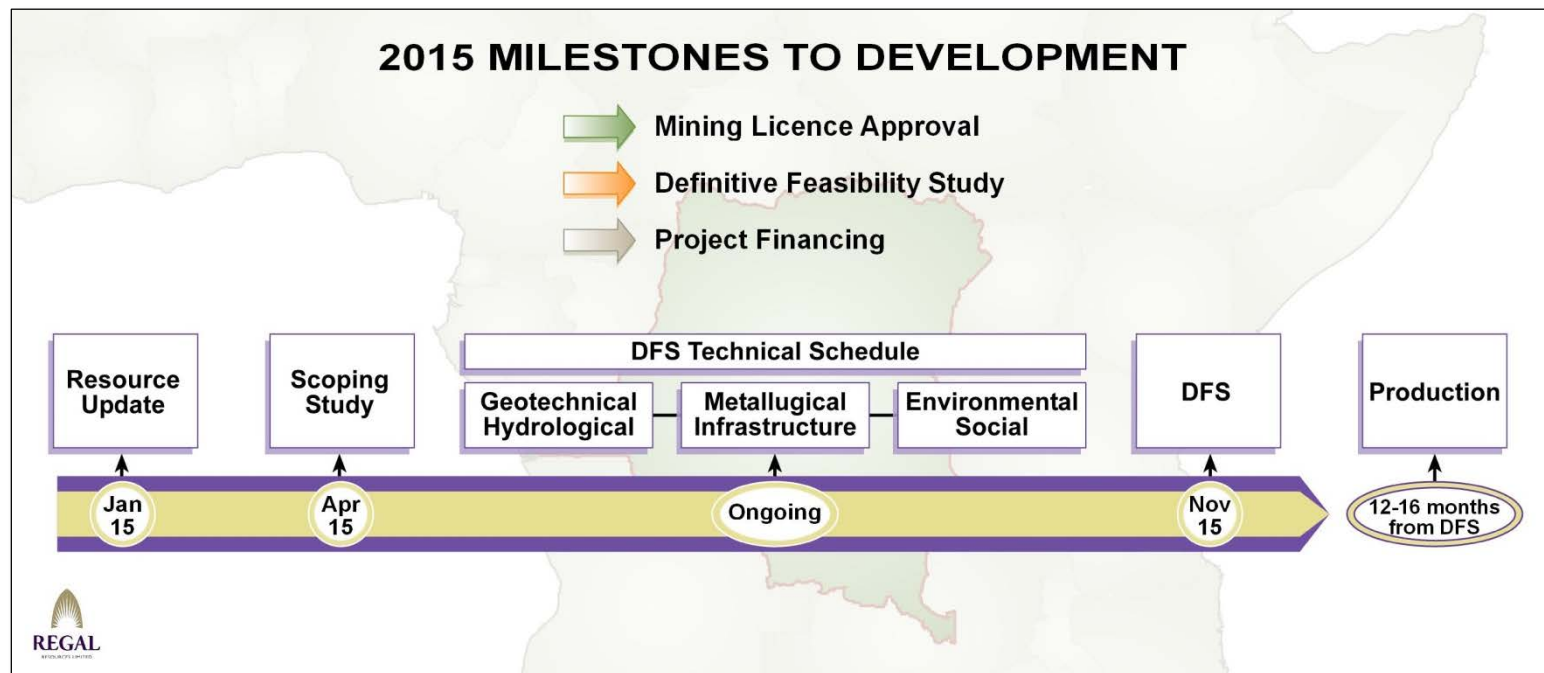 2015 MILESTONES TO DEVELOPMENT
Mining Licence Approval
Definitive Feasibility Study
Project Financing
Resource
Update
Scoping
Study
DFS Technical Schedule
Geotechnical
Hydrological
Metallugical
Infrastructure
Environmental
Social
DFS
Production
Jan
15
Apr
15
Ongoing
Nov
15
12-16 months
from DFS
REGAL
RESOURCES LIMITED